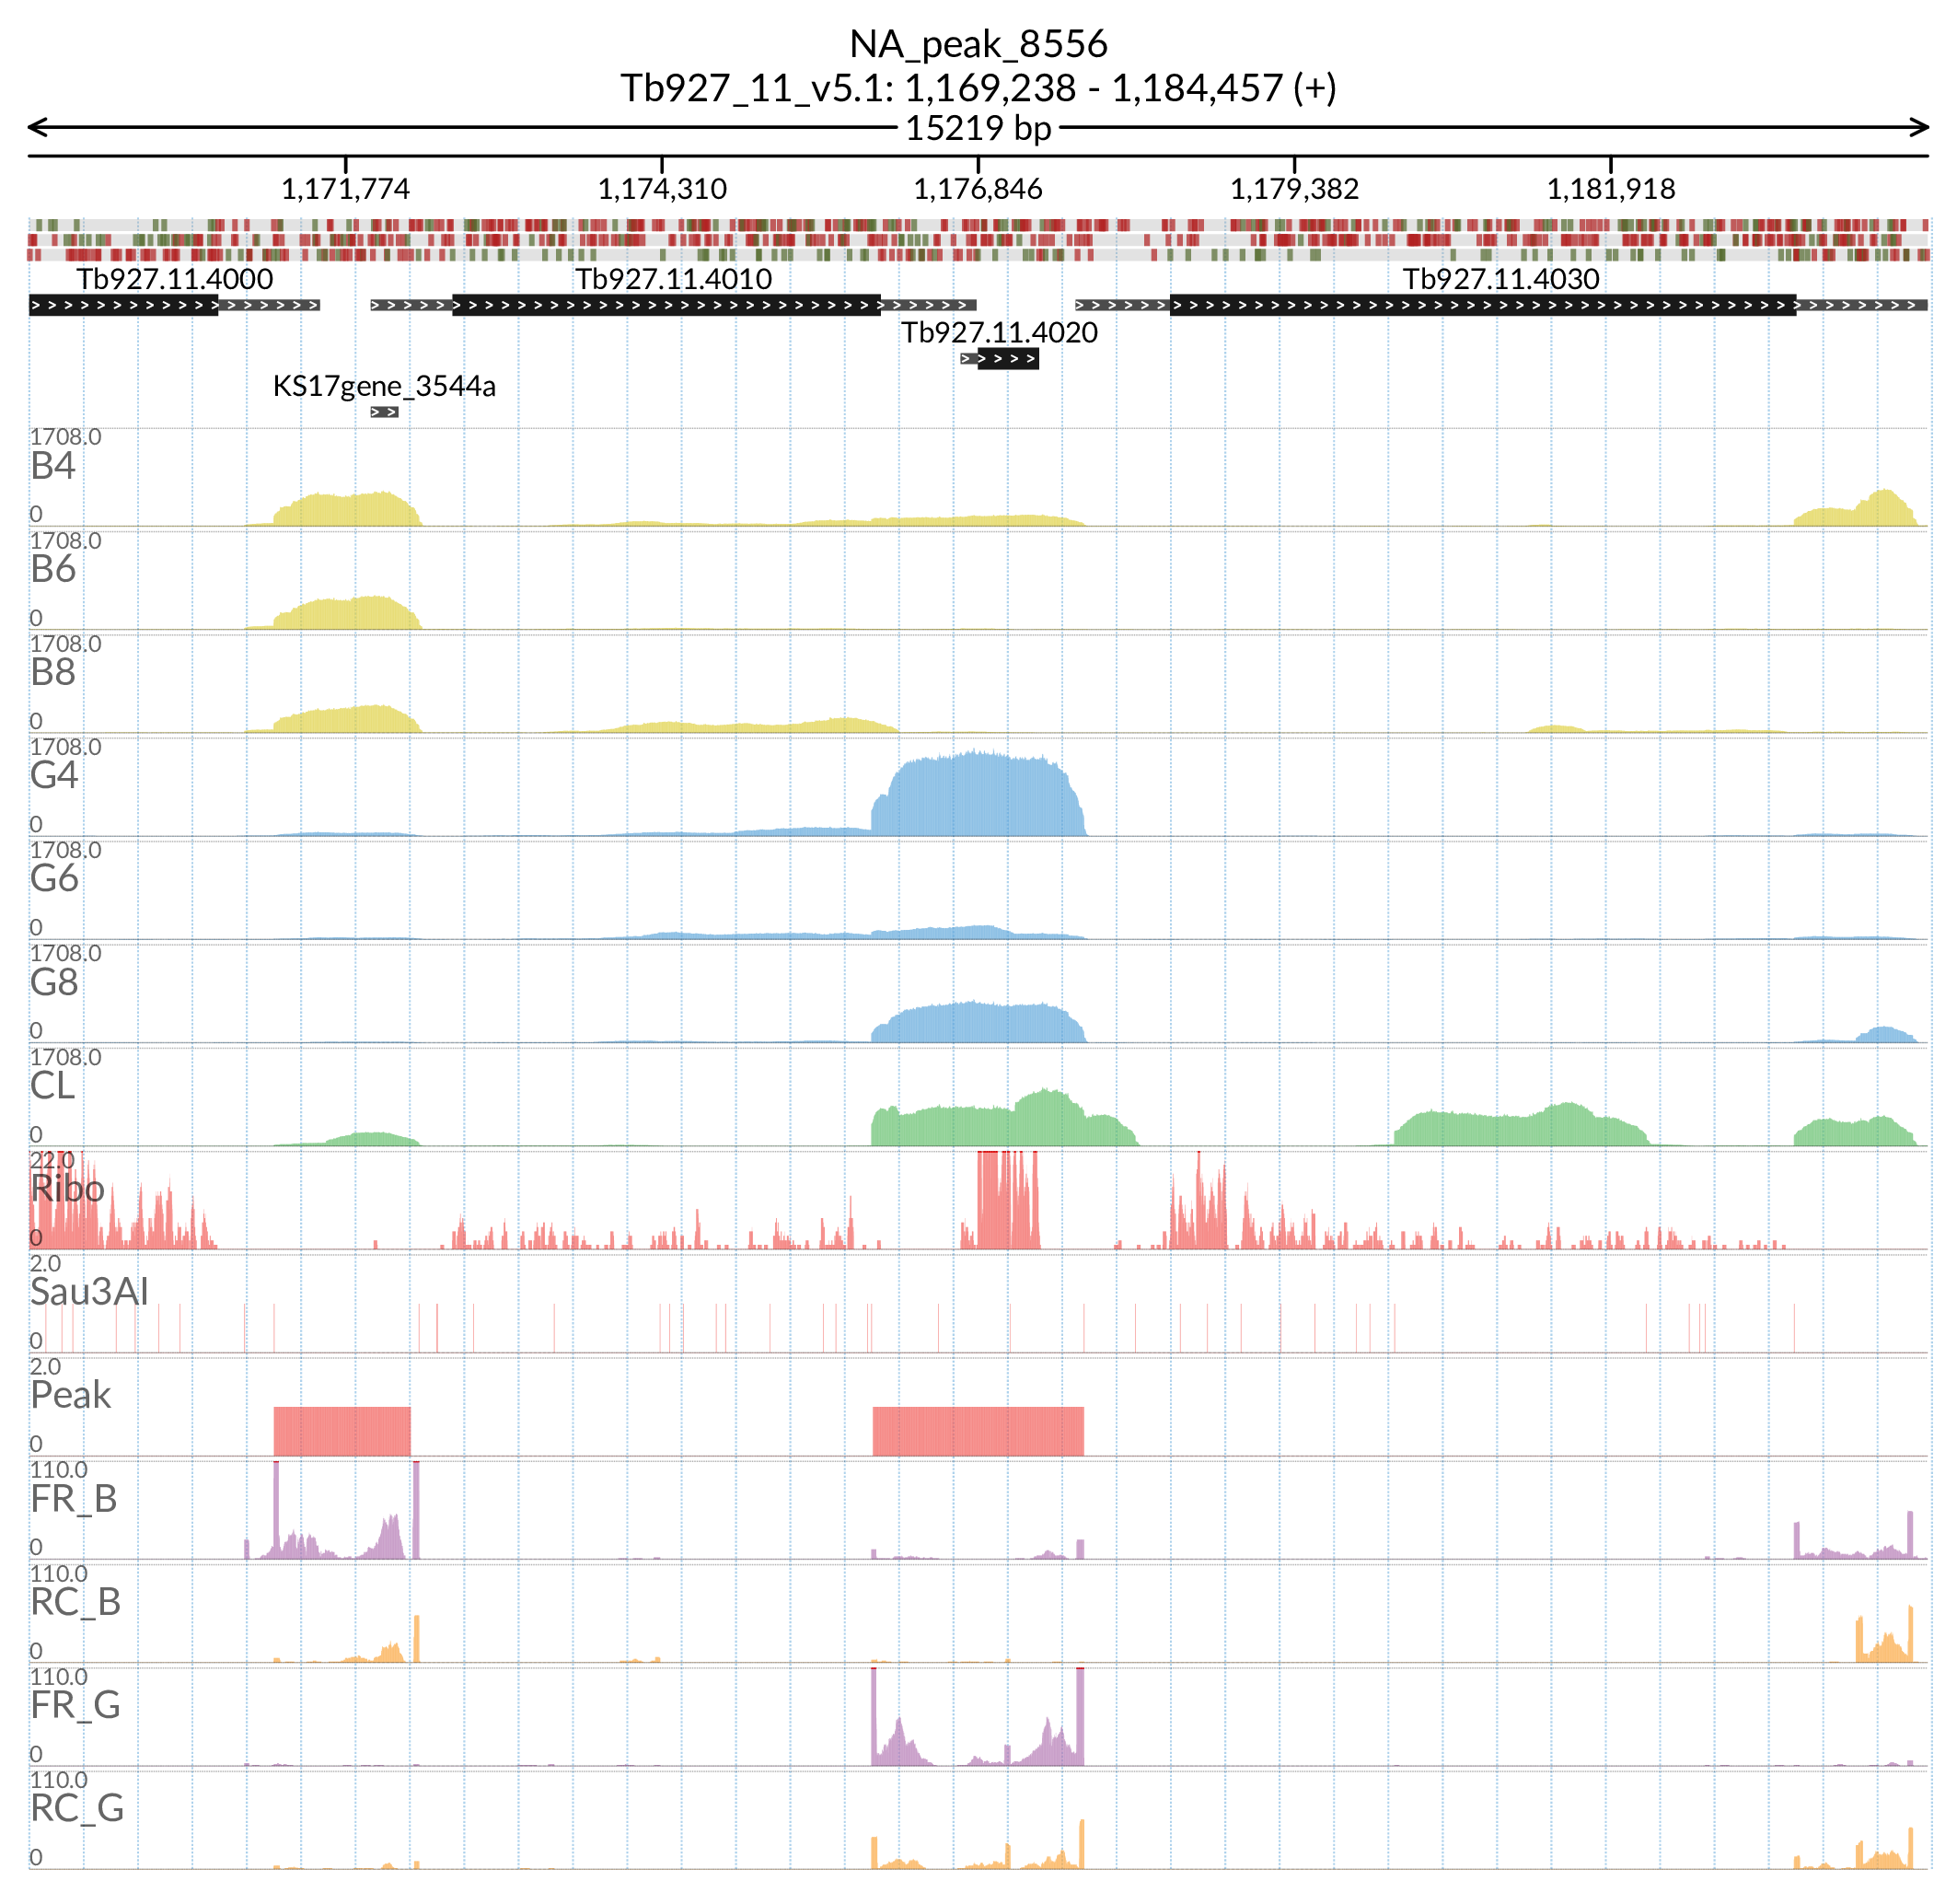 NA_peak_8556
Tb927_11_v5.1: 1,169,238 - 1,184,457 (+)
15219 bp
1,171,774 1,174,310 1,176,846 1,179,382 1,181,918
Tb927.11.4000 Tb927.11.4010 Tb927.11.4030
Tb927.11.4020
KS17gene_3544a
1708.0
B4
0
1708.0
B6
0
1708.0
B8
0
1708.0
G4
0
1708.0
G6
0
1708.0
G8
0
1708.0
CL
0
22.0
Ribo
0
2.0
Sau3AI
0
2.0
Peak
0
110.0
FR_B
0
110.0
RC_B
0
110.0
FR_G
0
110.0
RC_G
0